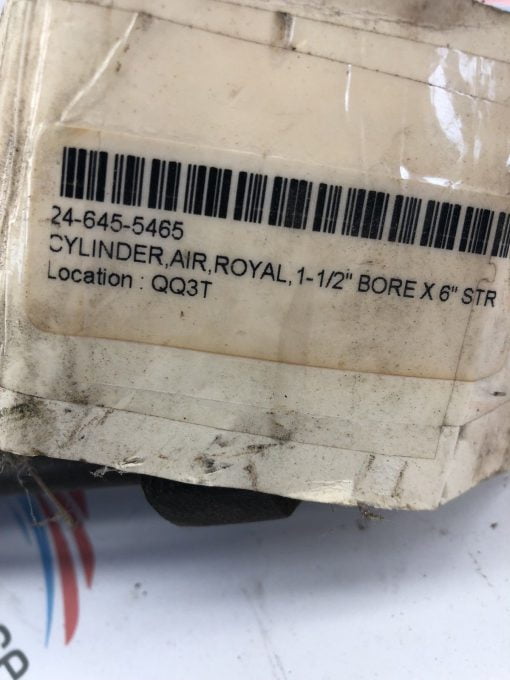 24-645-5465
CYLINDER,AIR,ROYAL,1-1/2" BORE X 6" STR
Location : QQ3T